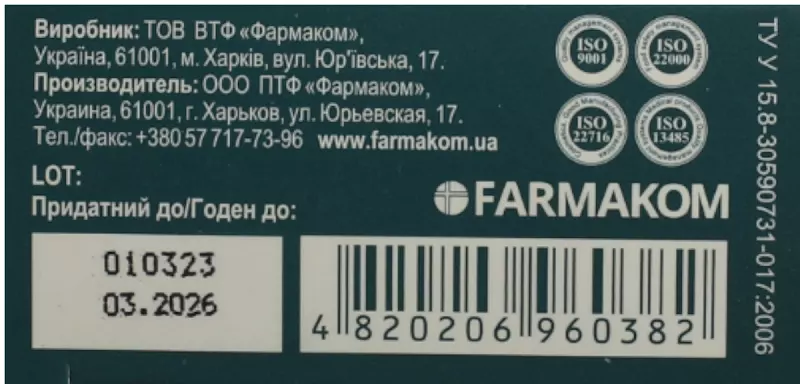 Виробник: ТОВ ВТФ «Фармаком»,
Україна, 61001, м. Харків, вул. Юр'ївська, 17.
Производитель: ООО ПТФ «Фармаком»,
Украина, 61001, г. Харьков, ул. Юрьевская, 17.
Тел./факс: +380 57 717-73-96 www.farmakom.ua
ISO
9001
ISO
22000
ISO
22716
ISO
13485
LOT:
Придатний до/Годен до:
FARMAKOM
010323
03.2026
4 820206 960382
ТУ У 15.8-30590731-017:2006